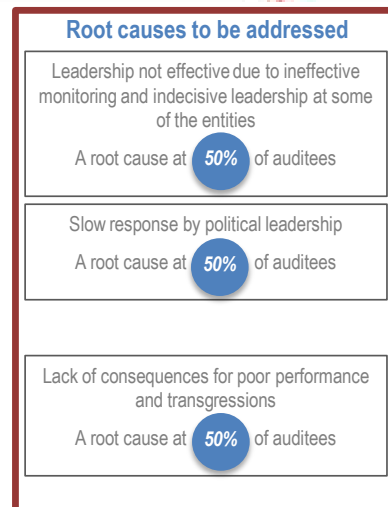 Root causes to be addressed
Leadership not effective due to ineffective
monitoring and indecisive leadership at some
of the entities
A root cause at 50% of auditees
Slow response by political leadership
A root cause at 50% of auditees
Lack of consequences for poor performance
and transgressions
A root cause at 50% of auditees